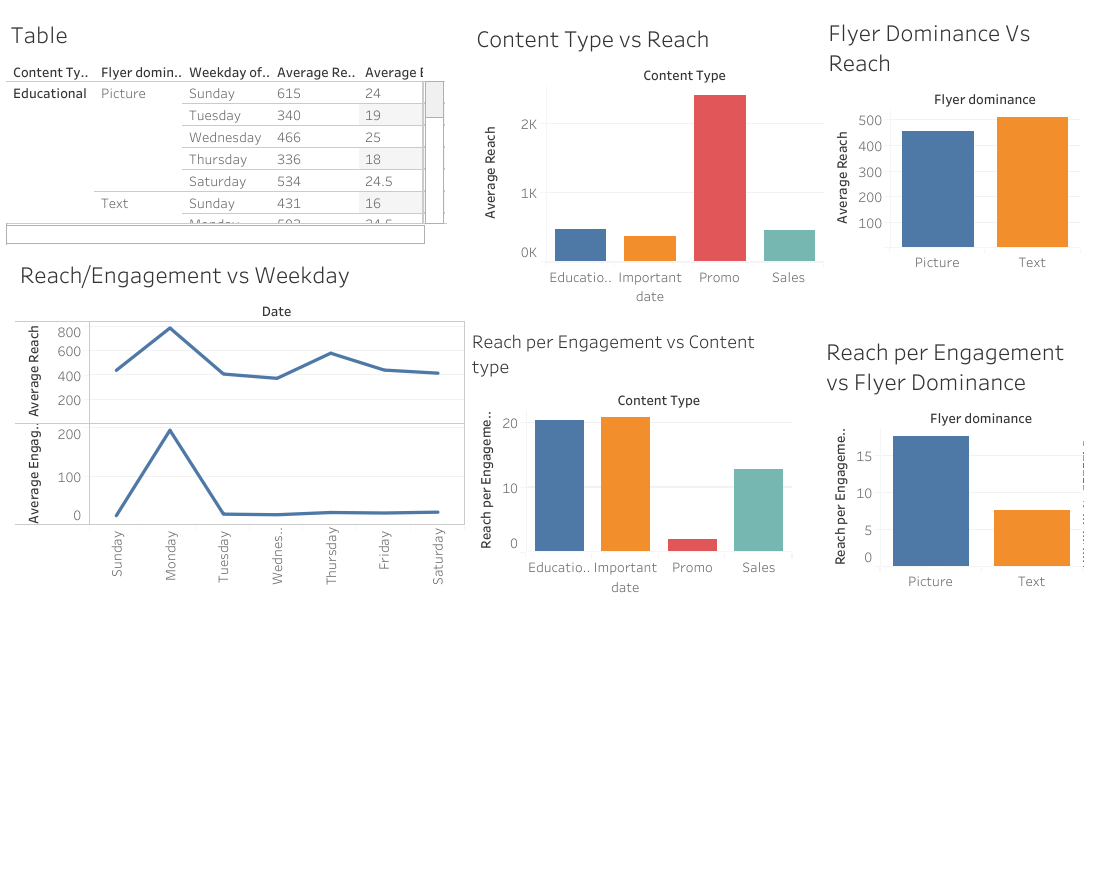 Table
Content Ty.. Flyer domin.. Weekday of.. Average Re.. Average E
Educational Picture Sunday 615 24
Tuesday 340 19
Wednesday 466 25
Thursday 336 18
Saturday 534 24.5
Text Sunday 431 16
Content Type vs Reach
Content Type
Average Reach
2K
1K
0K
Educatio.. Important date Promo Sales
Flyer Dominance Vs
Reach
Flyer dominance
Average Reach
500
400
300
200
100
Picture Text
Reach/Engagement vs Weekday
Date
Average Reach
800
600
400
200
Average Engag..
200
100
0
Sunday Monday Tuesday Wednes.. Thursday Friday Saturday
Reach per Engagement vs Content
type
Content Type
Reach per Engageme..
20
10
0
Educatio.. Important date Promo Sales
Reach per Engagement
vs Flyer Dominance
Flyer dominance
Reach per Engageme..
15
10
5
0
Picture Text